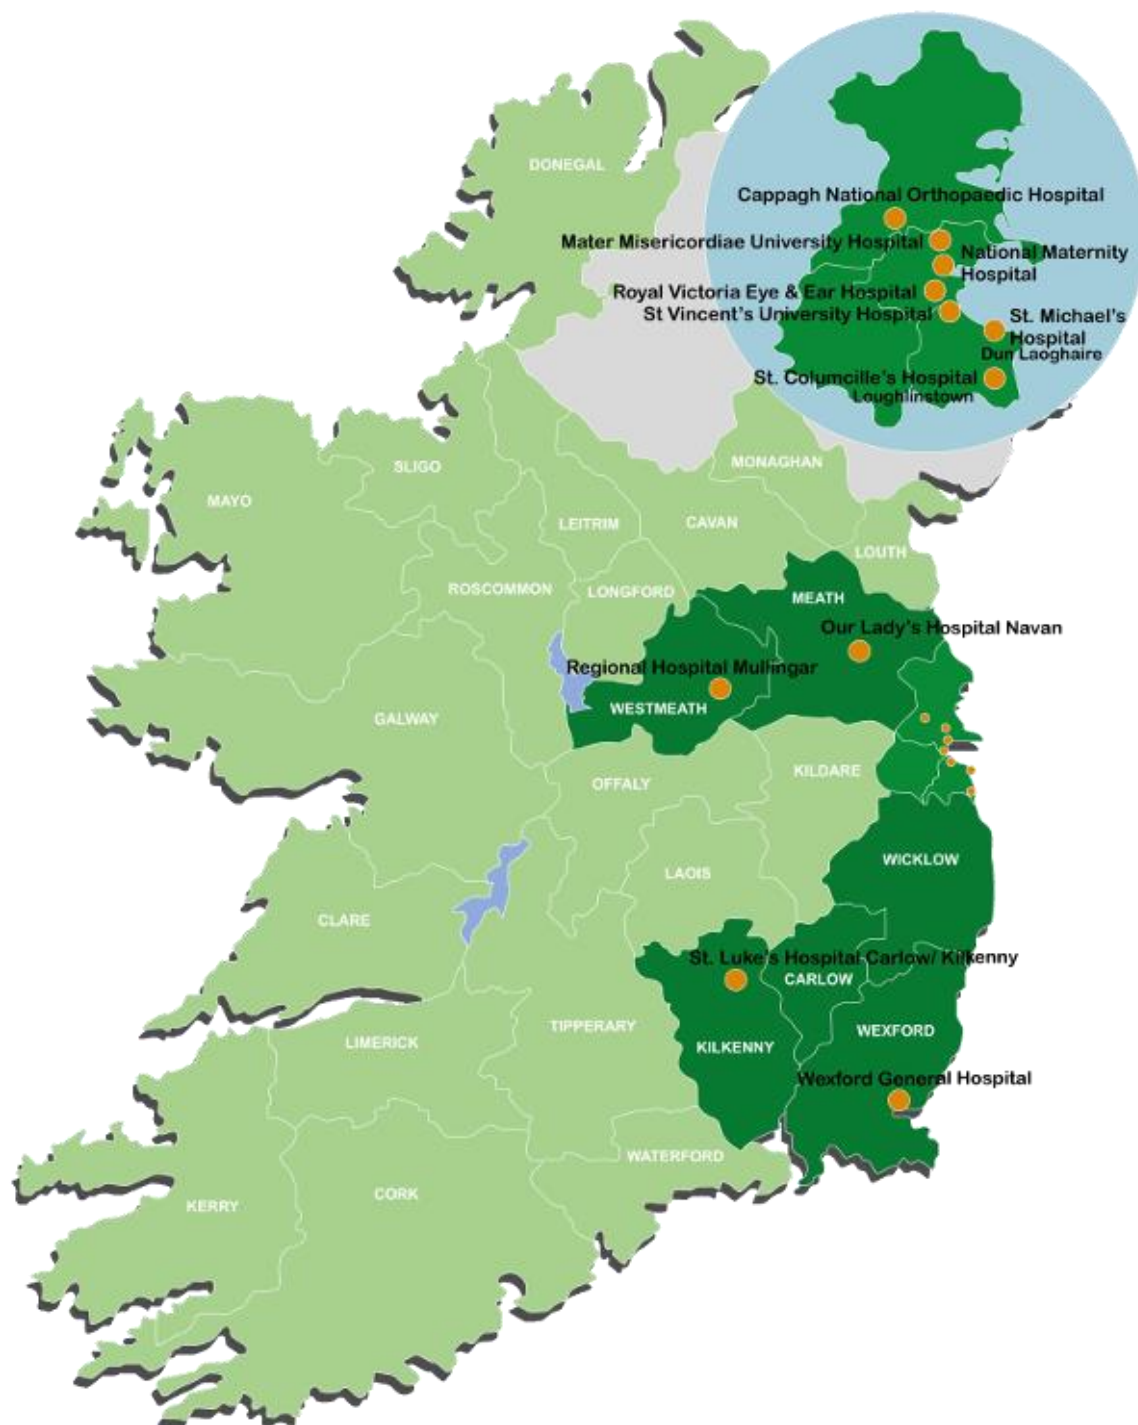 DONEGAL
Cappagh National Orthopaedic Hospital
Mater Misericordiae University Hospital
National Maternity
Hospital
Royal Victoria Eye & Ear Hospital
St Vincent's University Hospital
St. Michael's
Hospital
Dun Laoghaire
St. Columcille's Hospital
Loughlinstown
MONAGHAN
SLIGO
MAYO
LEITRIM
CAVAN
LOUTH
ROSCOMMON
LONGFORD
MEATH
Our Lady's Hospital Navan
Regional Hospital Mullingar
WESTMEATH
GALWAY
OFFALY
KILDARE
WICKLOW
LAOIS
CLARE
St. Luke's Hospital Carlow/ Kilkenny
CARLOW
TIPPERARY
WEXFORD
LIMERICK
KILKENNY
Wexford General Hospital
WATERFORD
CORK
KERRY